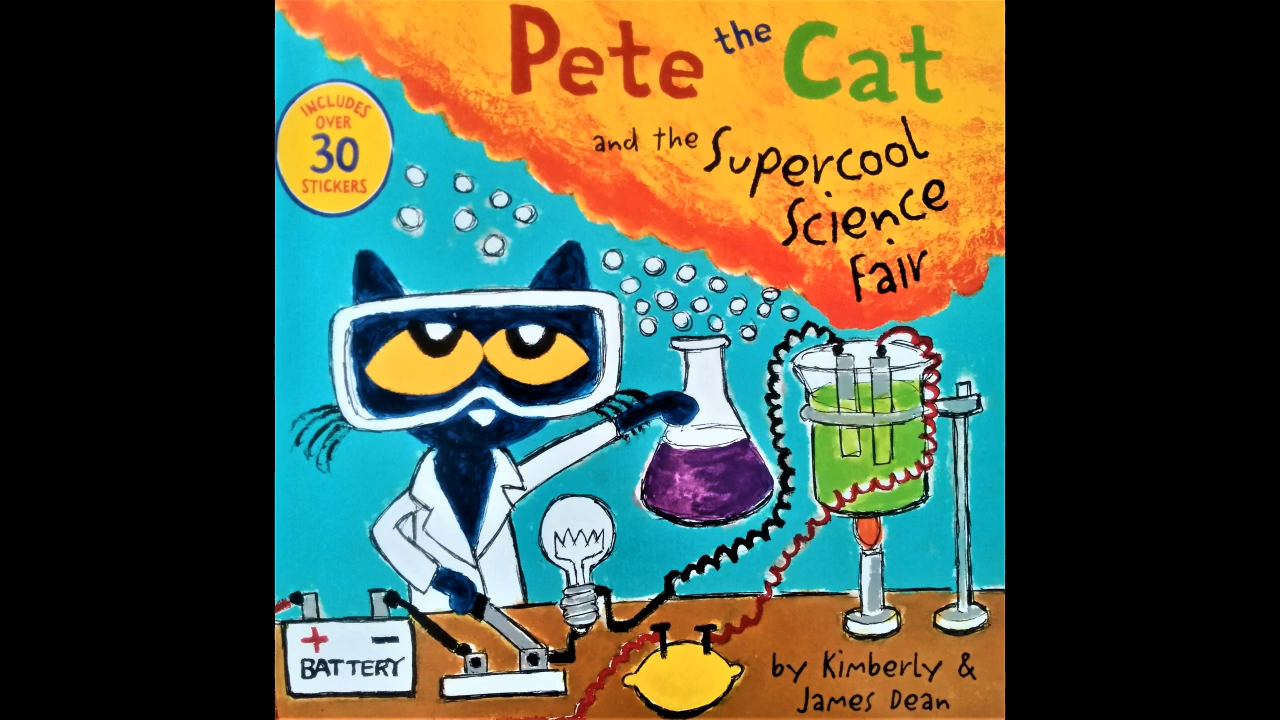 Pete the Cat
and the Supercool
Science
Fair
INCLUDES
OVER
30
STICKERS
+ -
BATTERY
by Kimberly &
James Dean